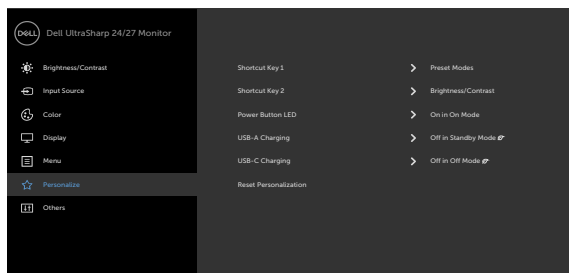 DELL Dell UltraSharp 24/27 Monitor
Brightness/Contrast Shortcut Key 1 Preset Modes
Input Source Shortcut Key 2 Brightness/Contrast
Color Power Button LED On in On Mode
Display USB-A Charging Off in Standby Mode
Menu USB-C Charging Off in Off Mode
Personalize Reset Personalization
Others